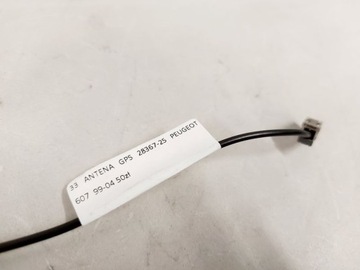 33 ANTENA GPS 28367-25 PEUGEOT
607 99-04 50zł